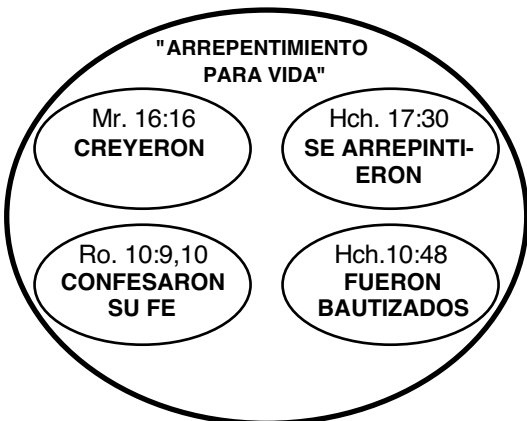 "ARREPENTIMIENTO
PARA VIDA"
Mr. 16:16
CREYERON
Hch. 17:30
SE ARREPINTI-
ERON
Ro. 10:9,10
CONFESARON
SU FE
Hch.10:48
FUERON
BAUTIZADOS